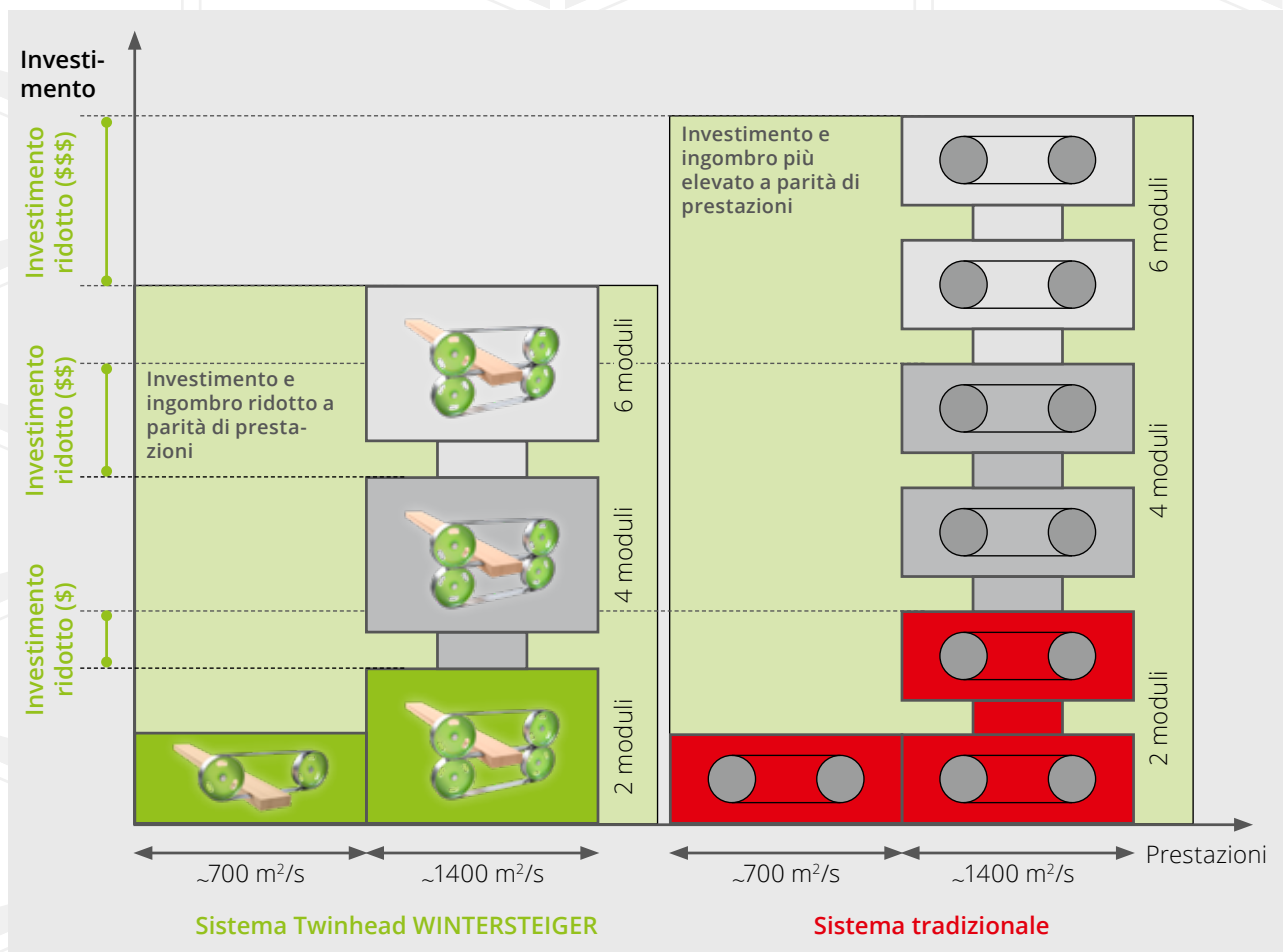 Investi-
mento
Investimento
ridotto ($$$)
Investimento
ridotto ($$)
Investimento
ridotto ($)
Investimento e
ingombro ridotto a
parità di presta-
zioni
6 moduli
4 moduli
2 moduli
Investimento e
ingombro più
elevato a parità di
prestazioni
6 moduli
4 moduli
2 moduli
~700 m²/s
~1400 m²/s
~700 m²/s
~1400 m²/s
Prestazioni
Sistema Twinhead WINTERSTEIGER
Sistema tradizionale